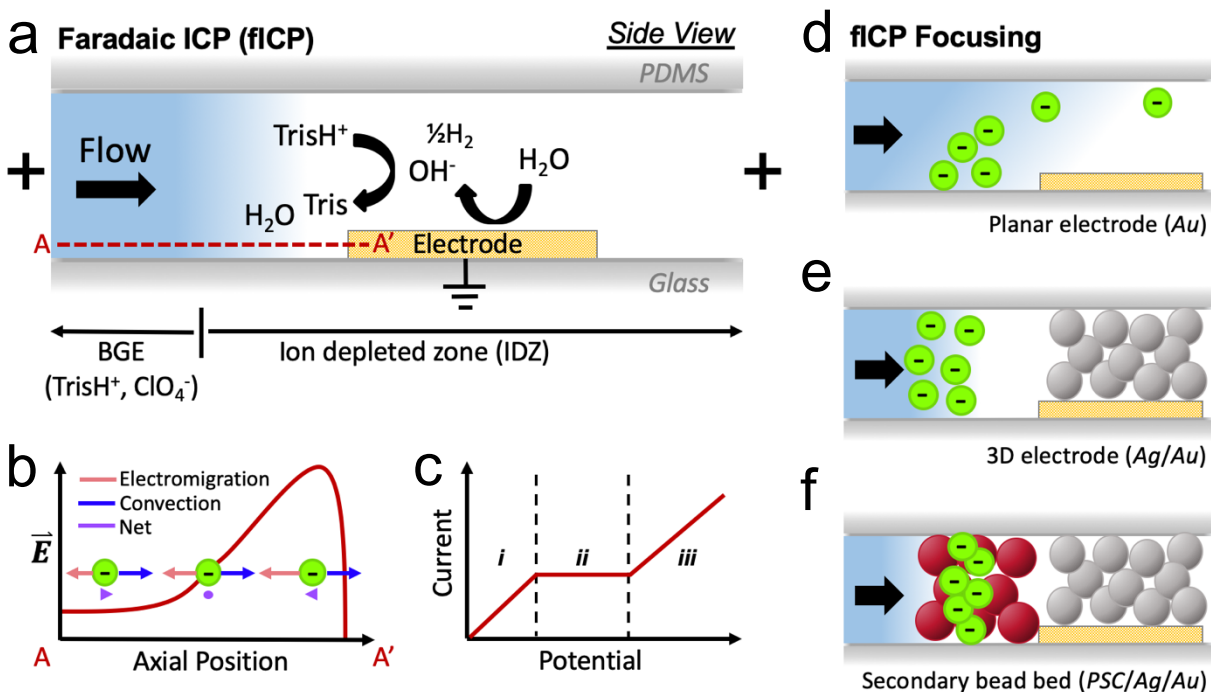 a Faradaic ICP (fICP) Side View
PDMS
+ Flow TrisH⁺ ½H₂ OH⁻ H₂O +
H₂O Tris
A A’ Electrode
Glass
BGE Ion depleted zone (IDZ)
(TrisH⁺, ClO₄⁻)
b
Electromigration
Convection
Net
E
- - -
A Axial Position A’
c
Current
i ii iii
Potential
d fICP Focusing
- - - - - -
Planar electrode (Au)
e
- - - - - -
3D electrode (Ag/Au)
f
- - - - - - -
Secondary bead bed (PSC/Ag/Au)